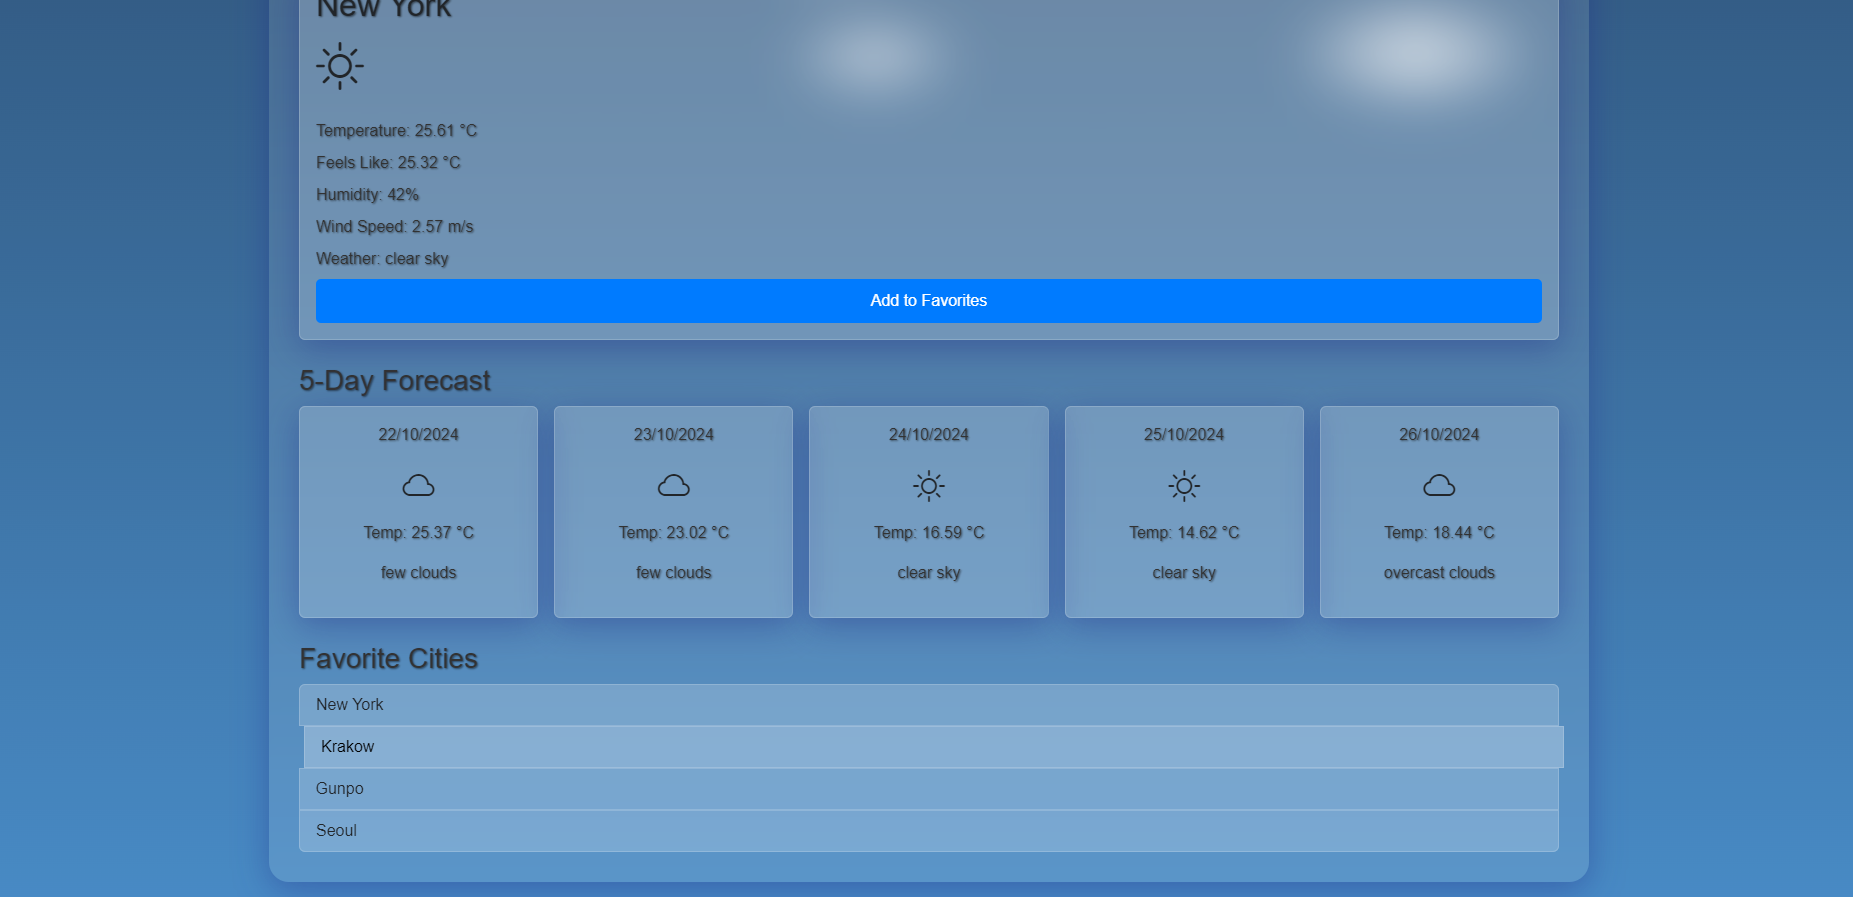 New York
Temperature: 25.61 °C
Feels Like: 25.32 °C
Humidity: 42%
Wind Speed: 2.57 m/s
Weather: clear sky
Add to Favorites
5-Day Forecast
22/10/2024
Temp: 25.37 °C
few clouds
23/10/2024
Temp: 23.02 °C
few clouds
24/10/2024
Temp: 16.59 °C
clear sky
25/10/2024
Temp: 14.62 °C
clear sky
26/10/2024
Temp: 18.44 °C
overcast clouds
Favorite Cities
New York
Krakow
Gunpo
Seoul